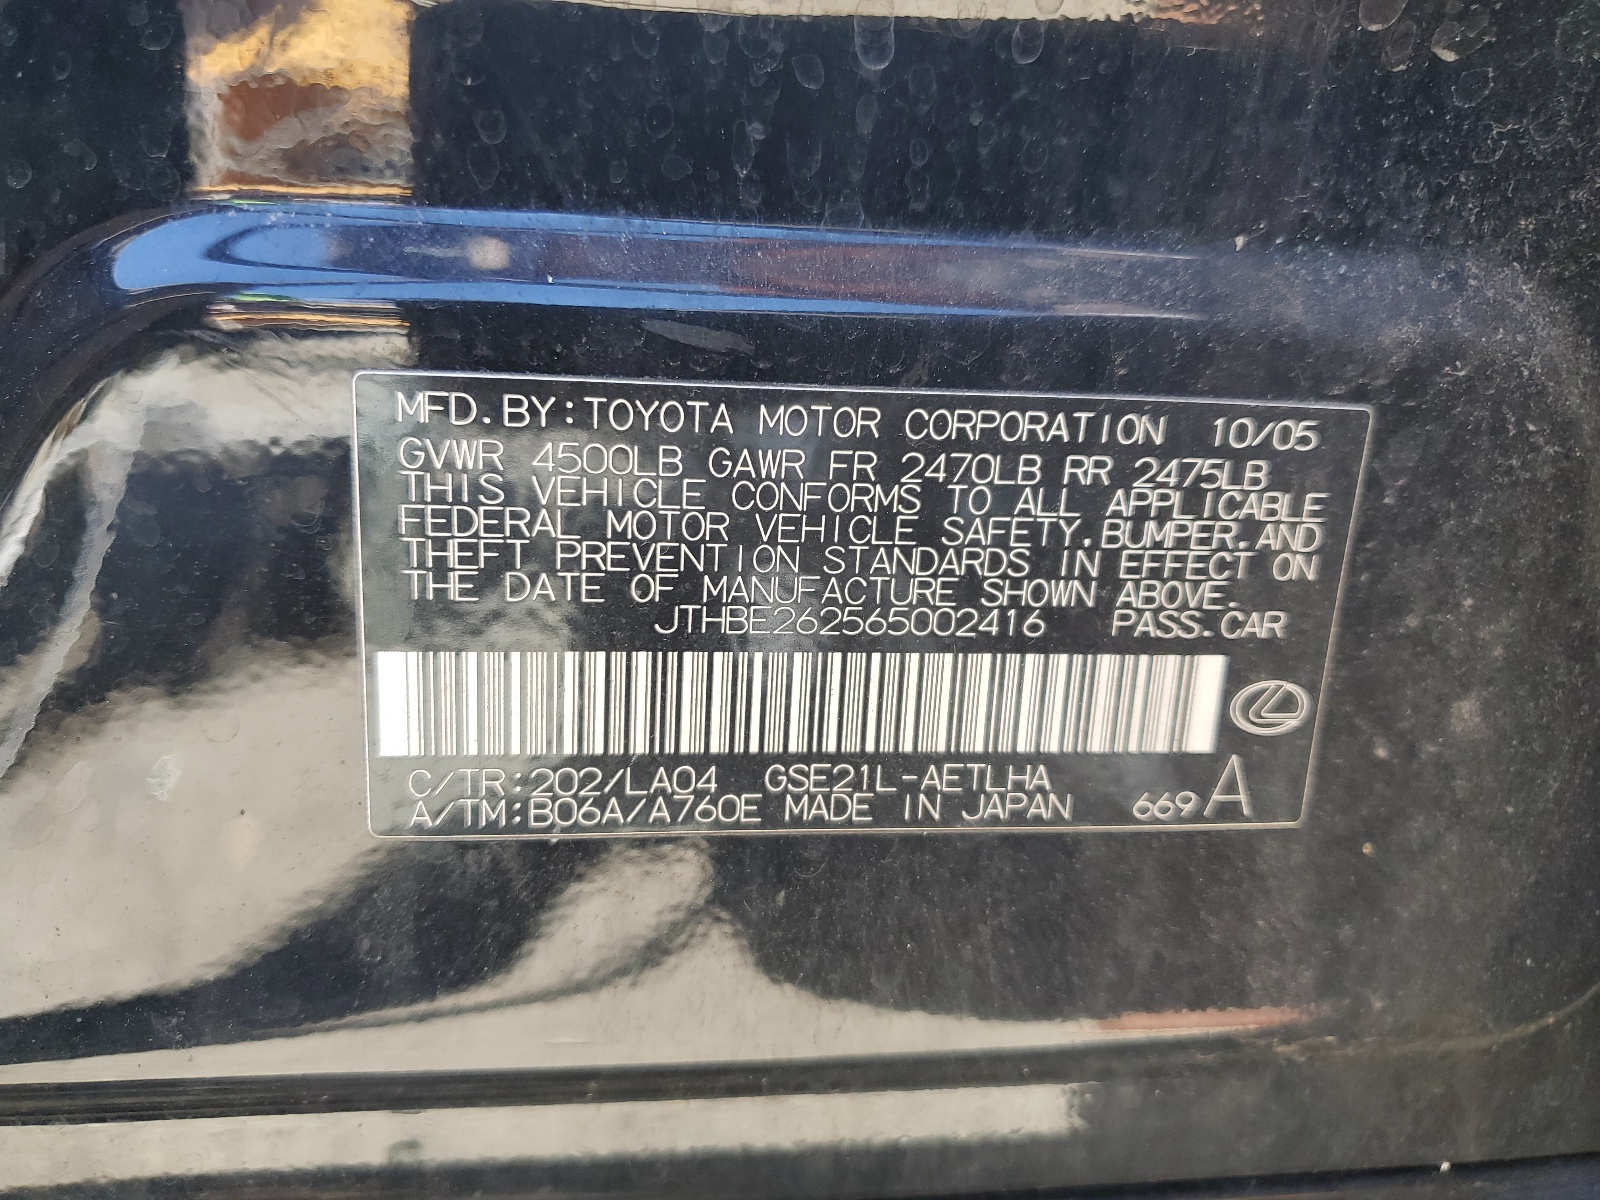 MFD.BY:TOYOTA MOTOR CORPORATION 10/05
GVWR 4500LB GAWR FR 2470LB RR 2475LB
THIS VEHICLE CONFORMS TO ALL APPLICABLE
FEDERAL MOTOR VEHICLE SAFETY,BUMPER,AND
THEFT PREVENTION STANDARDS IN EFFECT ON
THE DATE OF MANUFACTURE SHOWN ABOVE.
JTHBE262565002416 PASS.CAR
C/TR:202/LA04 GSE21L-AETLHA
A/TM:B06A/A760E MADE IN JAPAN 669 A